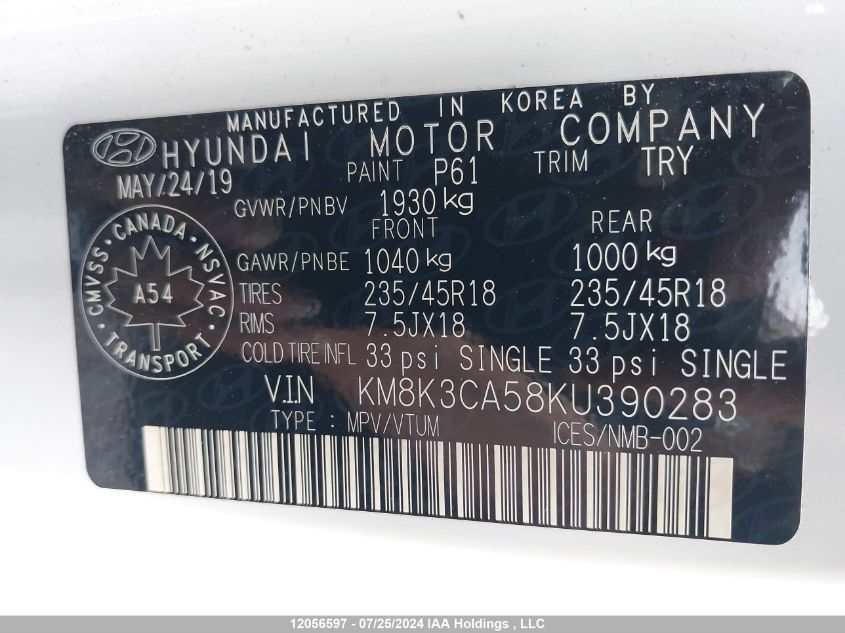 MANUFACTURED IN KOREA BY
HYUNDAI MOTOR COMPANY
MAY/24/19 PAINT P61 TRIM TRY
GVWR/PNBV 1930 kg
FRONT REAR
GAWR/PNBE 1040 kg 1000 kg
TIRES 235/45R18 235/45R18
RIMS 7.5JX18 7.5JX18
COLD TIRE INFL 33 psi SINGLE 33 psi SINGLE
CMVSS · CANADA · NSVAC · TRANSPORT ·
A54
V.I.N KM8K3CA58KU390283
TYPE : MPV/VTUM ICES/NMB-002
12056597 - 07/25/2024 IAA Holdings , LLC